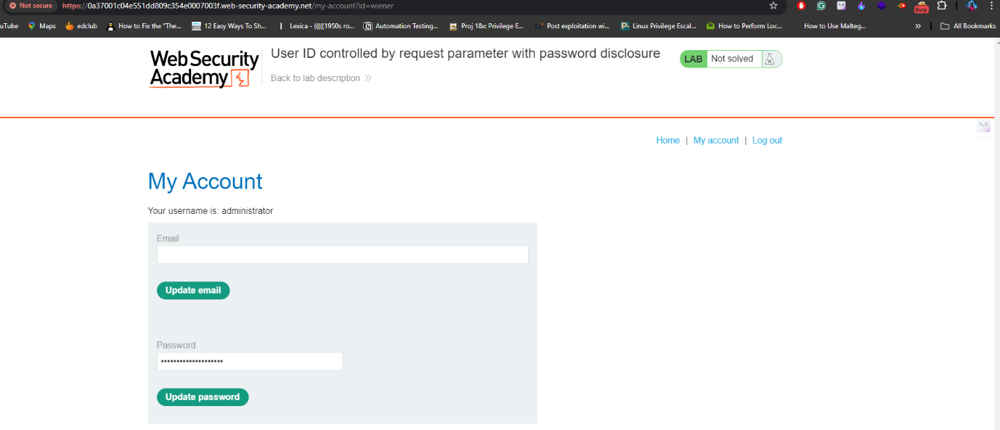 Not secure https://0a37001c04e551dd809c354e0007003f.web-security-academy.net/my-account?id=wiener
Burp
uTube Maps edclub How to Fix the "The... 12 Easy Ways To Sh... Lexica - (((((1950s ro... Automation Testing... Proj 18x: Privilege E... Post exploitation wi... Linux Privilege Escal... How to Perform Loc... How to Use Malteg... » All Bookmarks
Web Security
Academy
User ID controlled by request parameter with password disclosure
Back to lab description
LAB Not solved
Home | My account | Log out
My Account
Your username is: administrator
Email
Update email
Password
••••••••••••••••••••
Update password